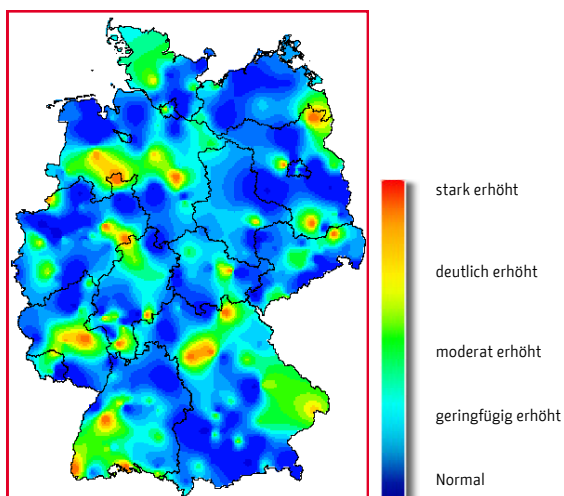 stark erhöht
deutlich erhöht
moderat erhöht
geringfügig erhöht
Normal